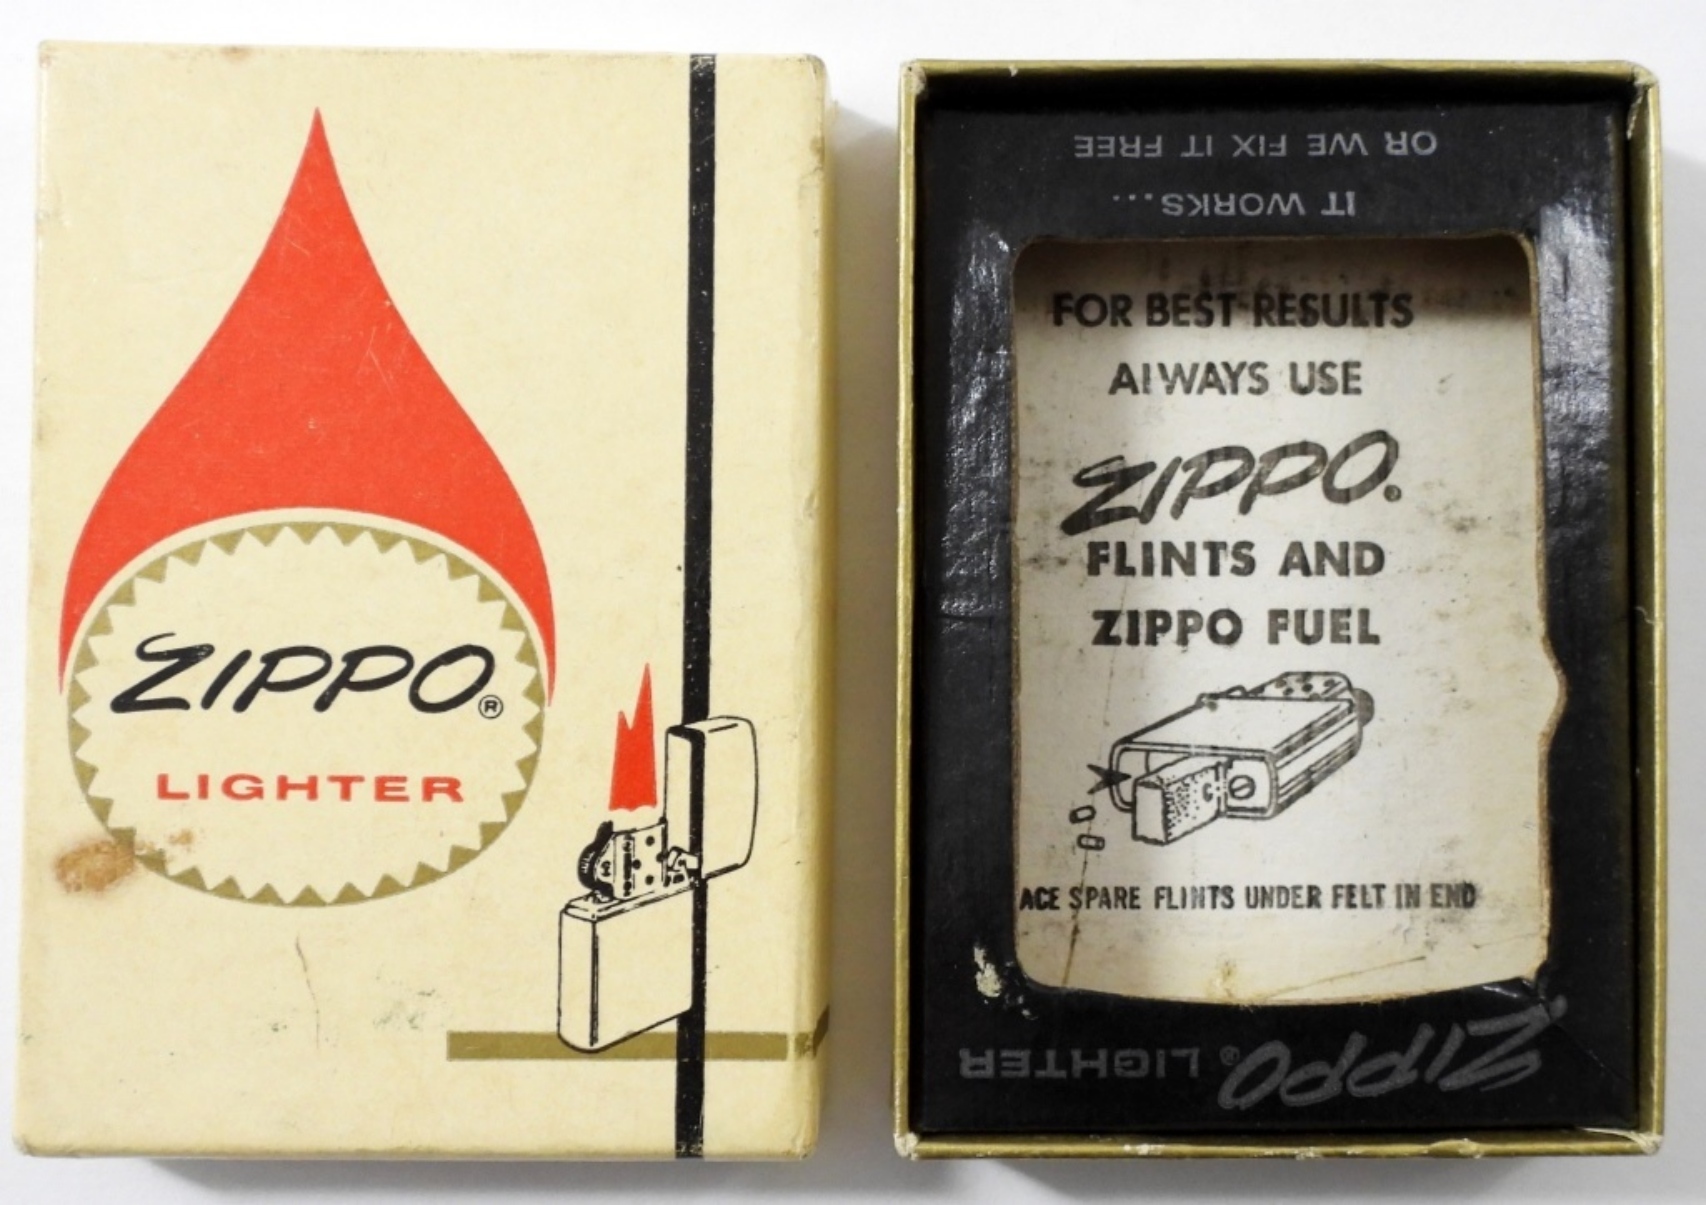 ZIPPO®
LIGHTER
ZIPPO® LIGHTER
IT WORKS...
OR WE FIX IT FREE
FOR BEST RESULTS
ALWAYS USE
ZIPPO®
FLINTS AND
ZIPPO FUEL
ACE SPARE FLINTS UNDER FELT IN END